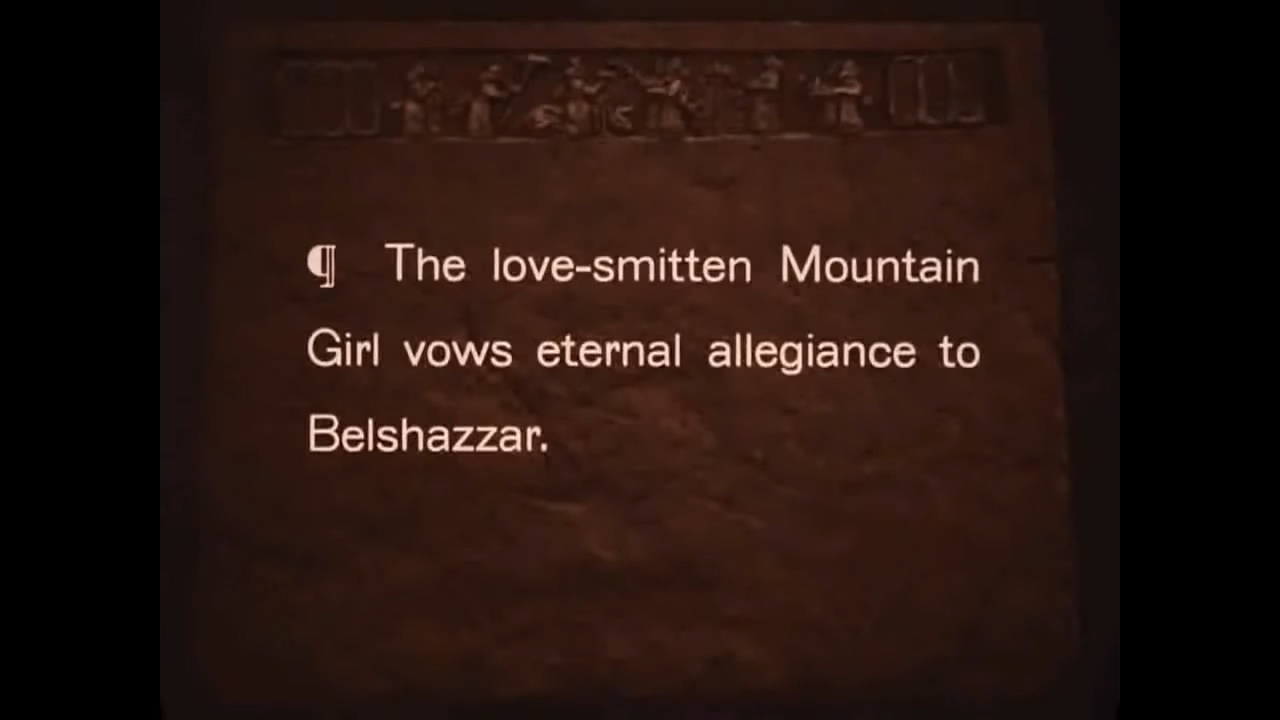 ¶ The love-smitten Mountain
Girl vows eternal allegiance to
Belshazzar.